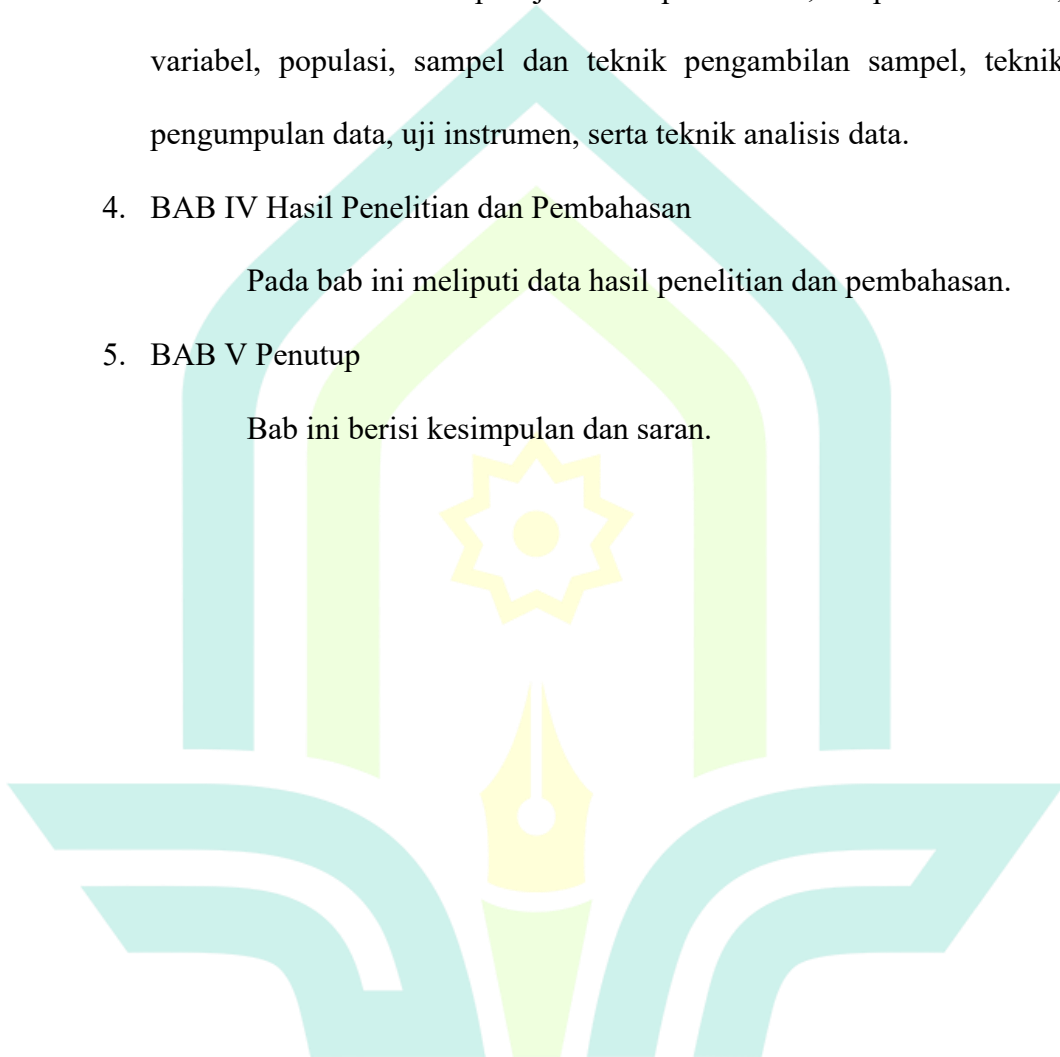 variabel, populasi, sampel dan teknik pengambilan sampel, teknik
pengumpulan data, uji instrumen, serta teknik analisis data.
4. BAB IV Hasil Penelitian dan Pembahasan
Pada bab ini meliputi data hasil penelitian dan pembahasan.
5. BAB V Penutup
Bab ini berisi kesimpulan dan saran.